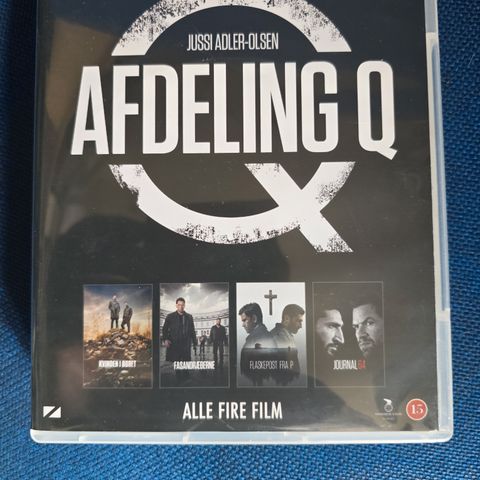 JUSSI ADLER-OLSEN
AFDELING Q
KVINDEN I BURET
FASANDRÆBERNE
FLASKEPOST FRA P
JOURNAL 64
ALLE FIRE FILM
15